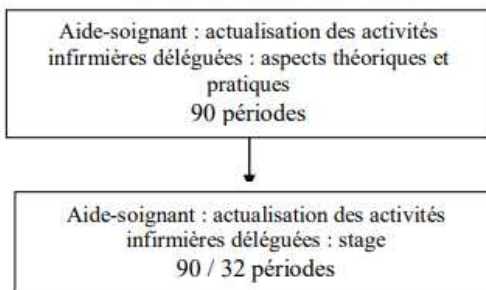 Aide-soignant : actualisation des activités
infirmières déléguées : aspects théoriques et
pratiques
90 périodes
Aide-soignant : actualisation des activités
infirmières déléguées : stage
90 / 32 périodes